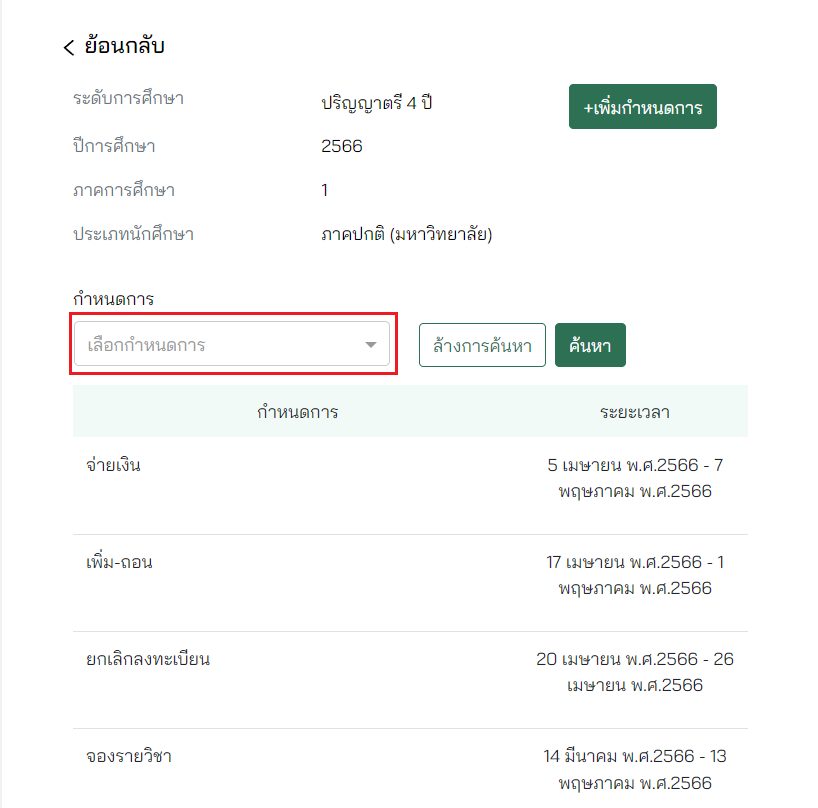 ย้อนกลับ
ระดับการศึกษา ปริญญาตรี 4 ปี +เพิ่มกำหนดการ
ปีการศึกษา 2566
ภาคการศึกษา 1
ประเภทนักศึกษา ภาคปกติ (มหาวิทยาลัย)
กำหนดการ
เลือกกำหนดการ ล้างการค้นหา ค้นหา
กำหนดการ ระยะเวลา
จ่ายเงิน 5 เมษายน พ.ศ.2566 - 7
พฤษภาคม พ.ศ.2566
เพิ่ม-ถอน 17 เมษายน พ.ศ.2566 - 1
พฤษภาคม พ.ศ.2566
ยกเลิกลงทะเบียน 20 เมษายน พ.ศ.2566 - 26
เมษายน พ.ศ.2566
จองรายวิชา 14 มีนาคม พ.ศ.2566 - 13
พฤษภาคม พ.ศ.2566